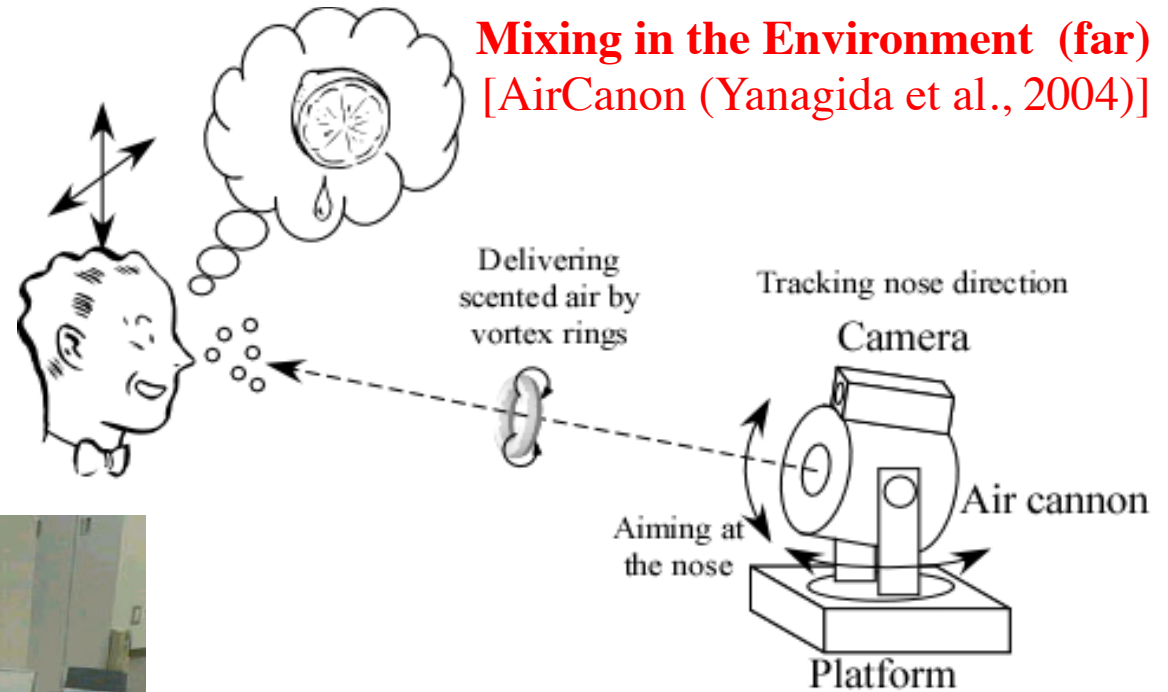 Mixing in the Environment (far)
[AirCanon (Yanagida et al., 2004)]
Delivering
scented air by
vortex rings
Tracking nose direction
Camera
Air cannon
Aiming at
the nose
Platform